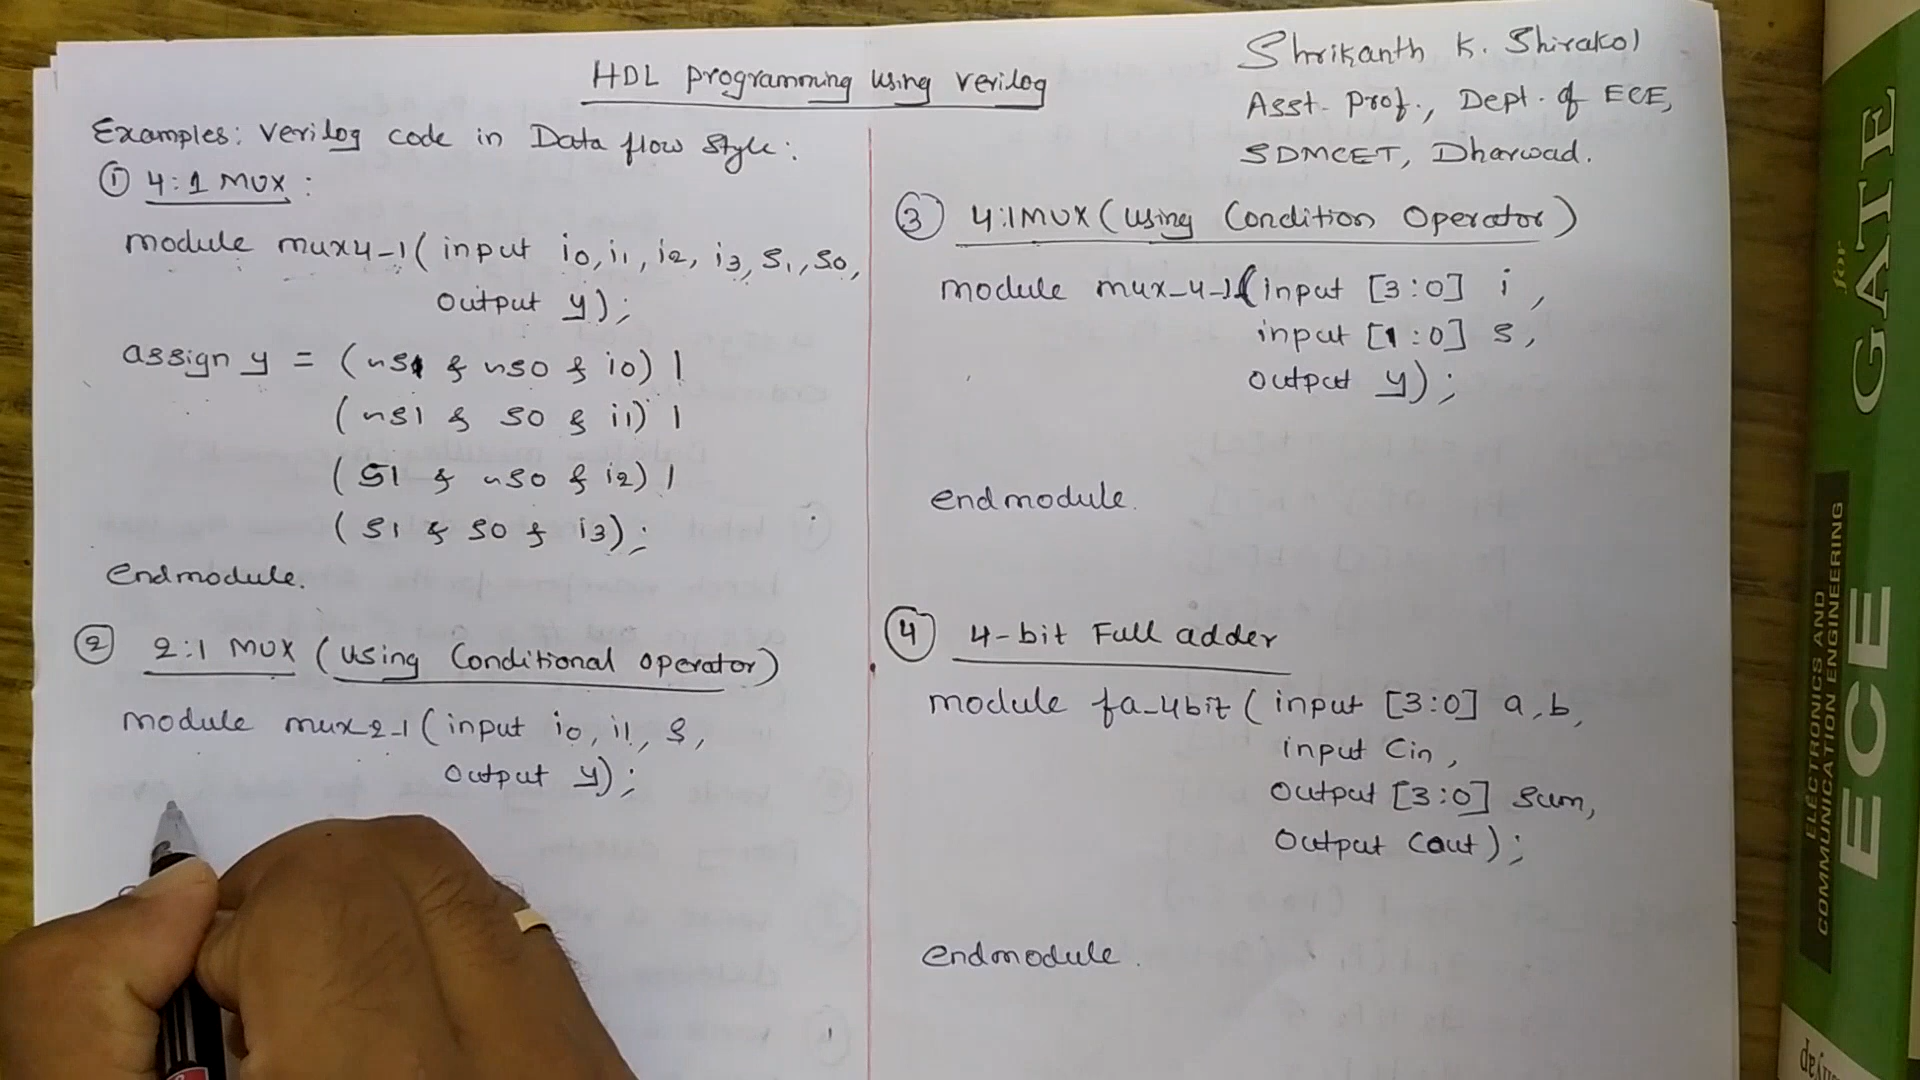 HDL programming using verilog
Shrikanth K. Shirakol
Asst. Prof., Dept. of ECE,
SDMCET, Dharwad.
Examples: Verilog code in Data flow style:
① 4:1 MUX:
module mux4-1( input i0, i1, i2, i3, S1, S0,
output y);
assign y = (~S1 & ~S0 & i0) |
(~S1 & S0 & i1) |
(S1 & ~S0 & i2) |
(S1 & S0 & i3);
endmodule.
② 2:1 MUX (using Conditional operator)
module mux2-1( input i0, i1, S,
output y);
③ 4:1 MUX (using Condition Operator)
module mux_4-1(input [3:0] i,
input [1:0] S,
output y);
endmodule.
④ 4-bit Full adder
module fa_4bit( input [3:0] a, b,
input Cin,
output [3:0] Sum,
output Cout);
endmodule.
for
GATE
ELECTRONICS AND
COMMUNICATION ENGINEERING
ECE